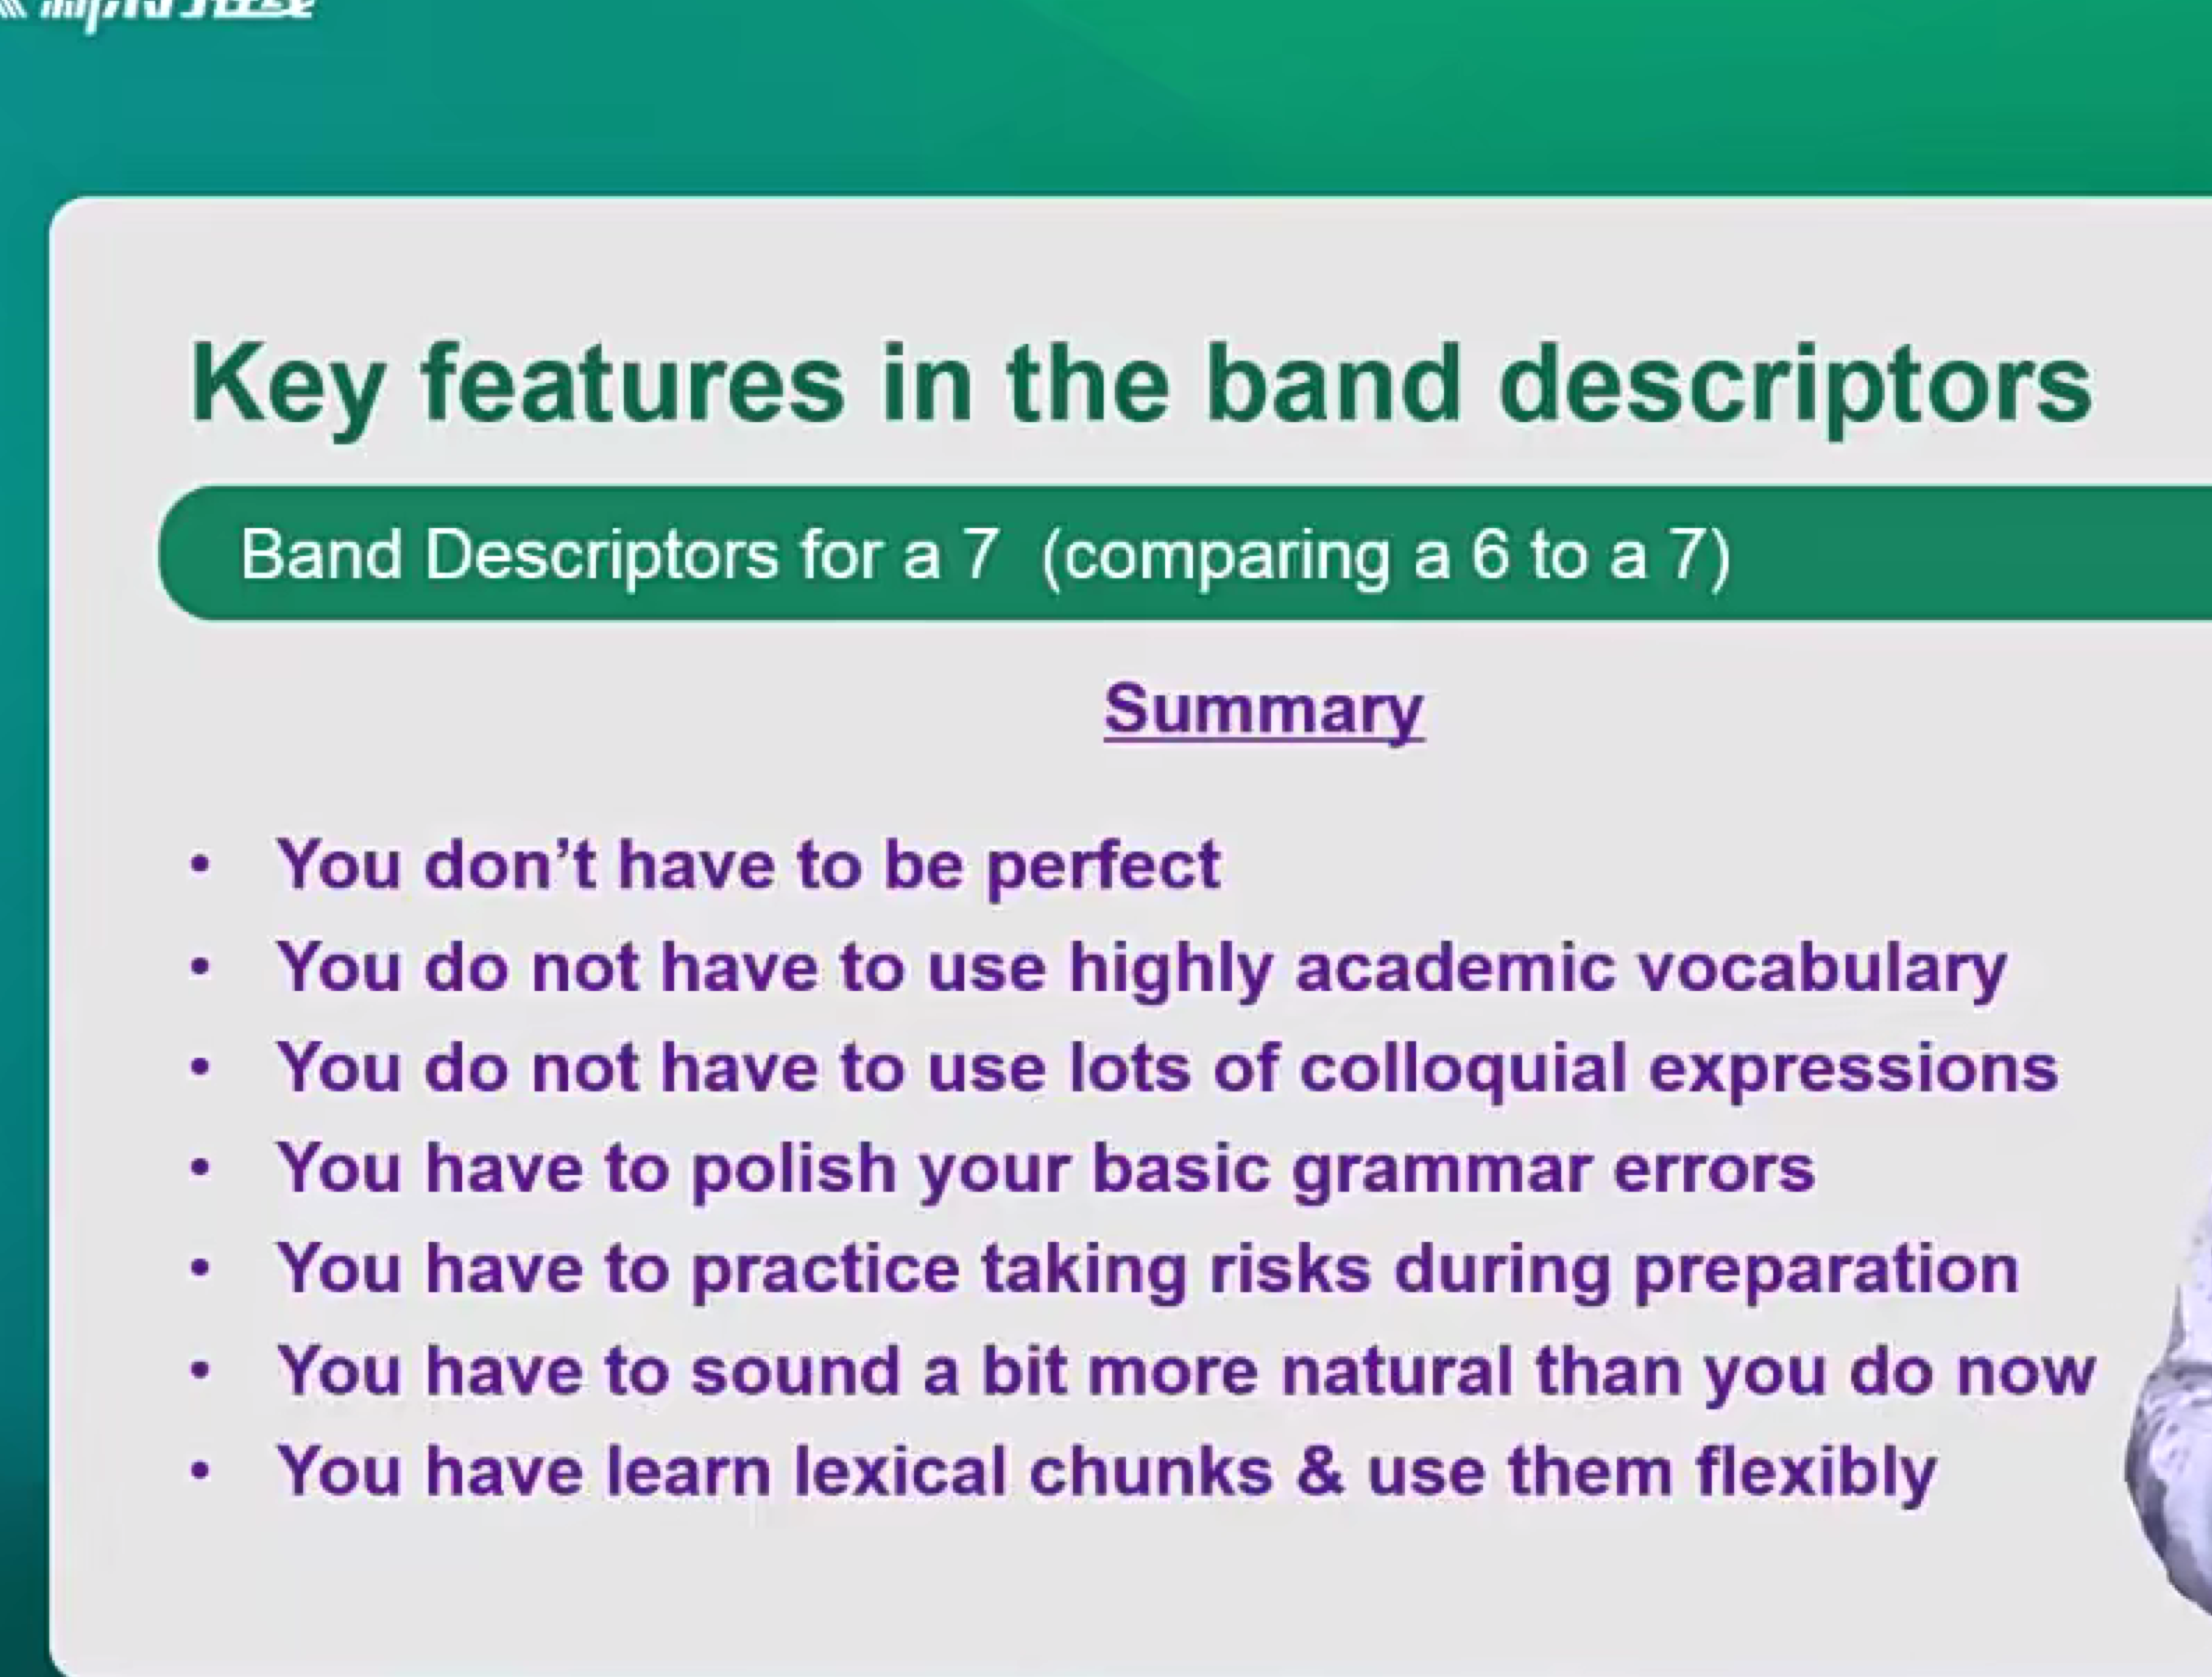 Key features in the band descriptors
Band Descriptors for a 7 (comparing a 6 to a 7)
Summary
• You don’t have to be perfect
• You do not have to use highly academic vocabulary
• You do not have to use lots of colloquial expressions
• You have to polish your basic grammar errors
• You have to practice taking risks during preparation
• You have to sound a bit more natural than you do now
• You have learn lexical chunks & use them flexibly